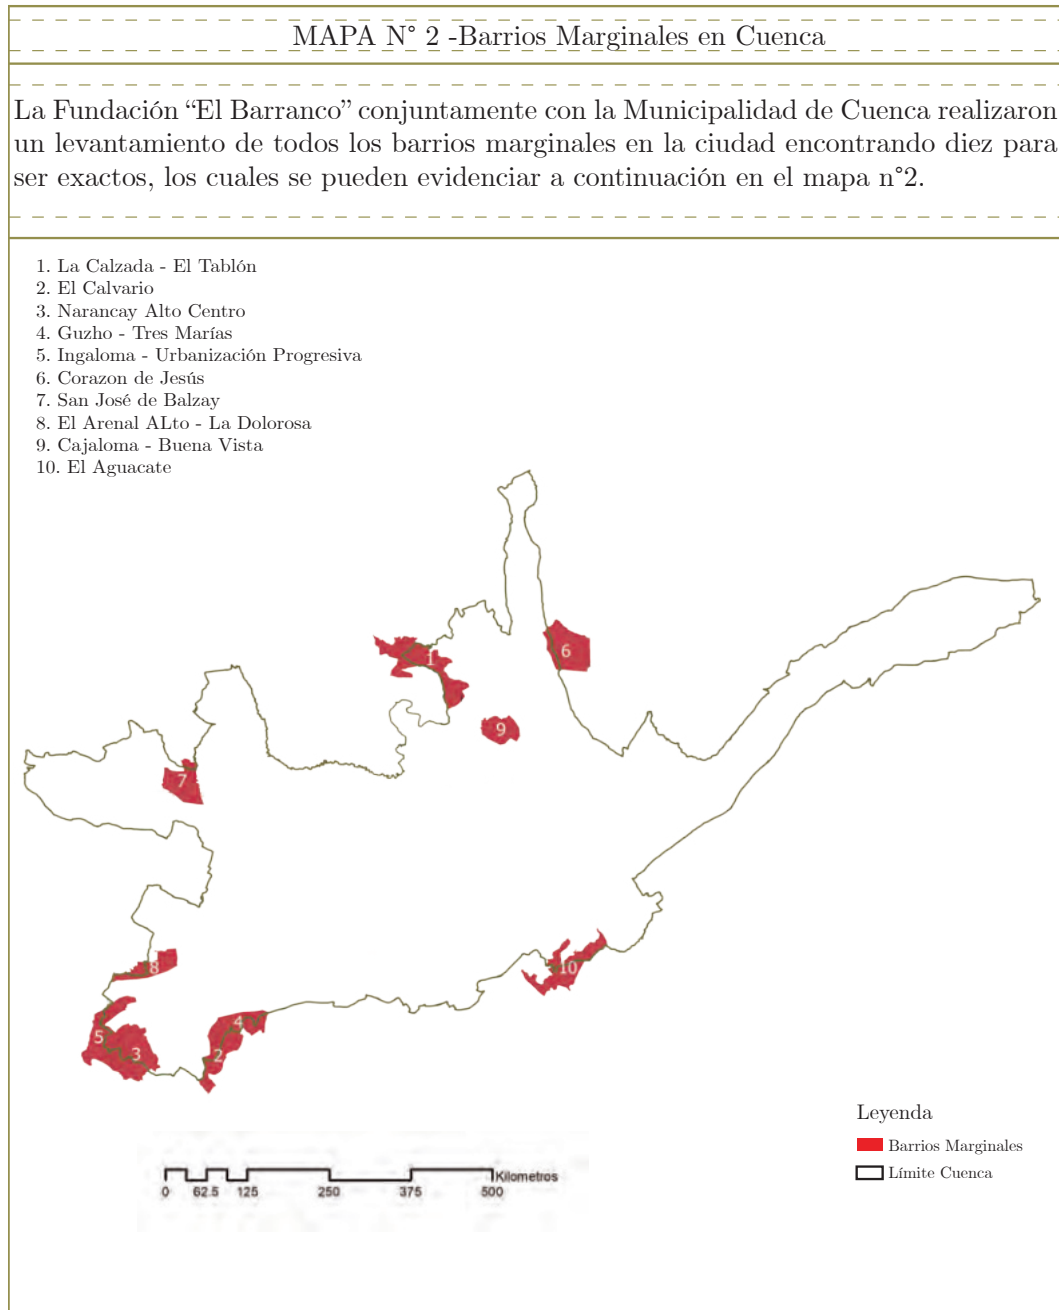 MAPA N° 2 -Barrios Marginales en Cuenca
La Fundación “El Barranco” conjuntamente con la Municipalidad de Cuenca realizaron
un levantamiento de todos los barrios marginales en la ciudad encontrando diez para
ser exactos, los cuales se pueden evidenciar a continuación en el mapa n°2.
1. La Calzada - El Tablón
2. El Calvario
3. Narancay Alto Centro
4. Guzho - Tres Marías
5. Ingaloma - Urbanización Progresiva
6. Corazon de Jesús
7. San José de Balzay
8. El Arenal ALto - La Dolorosa
9. Cajaloma - Buena Vista
10. El Aguacate
6
1
9
7
8
10
4
5
3
2
Leyenda
Barrios Marginales
Límite Cuenca
Kilometros
0 62.5 125 250 375 500